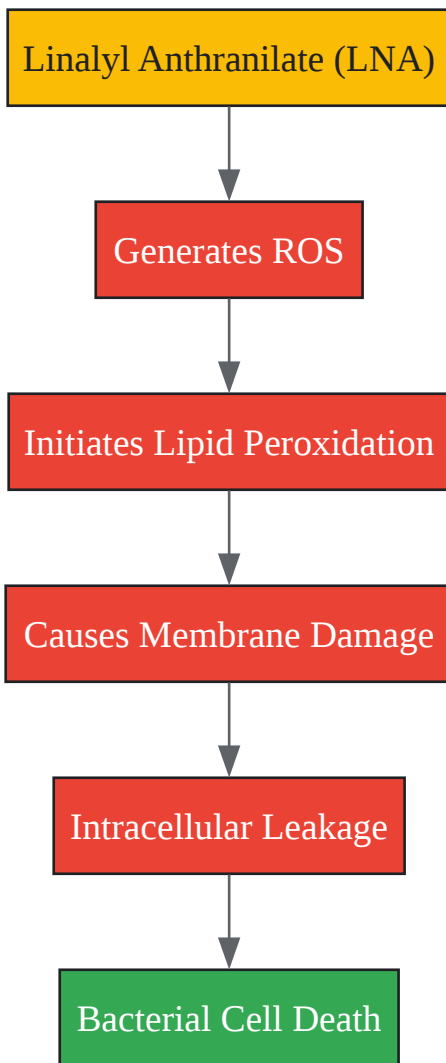 Linalyl Anthranilate (LNA)
Generates ROS
Initiates Lipid Peroxidation
Causes Membrane Damage
Intracellular Leakage
Bacterial Cell Death